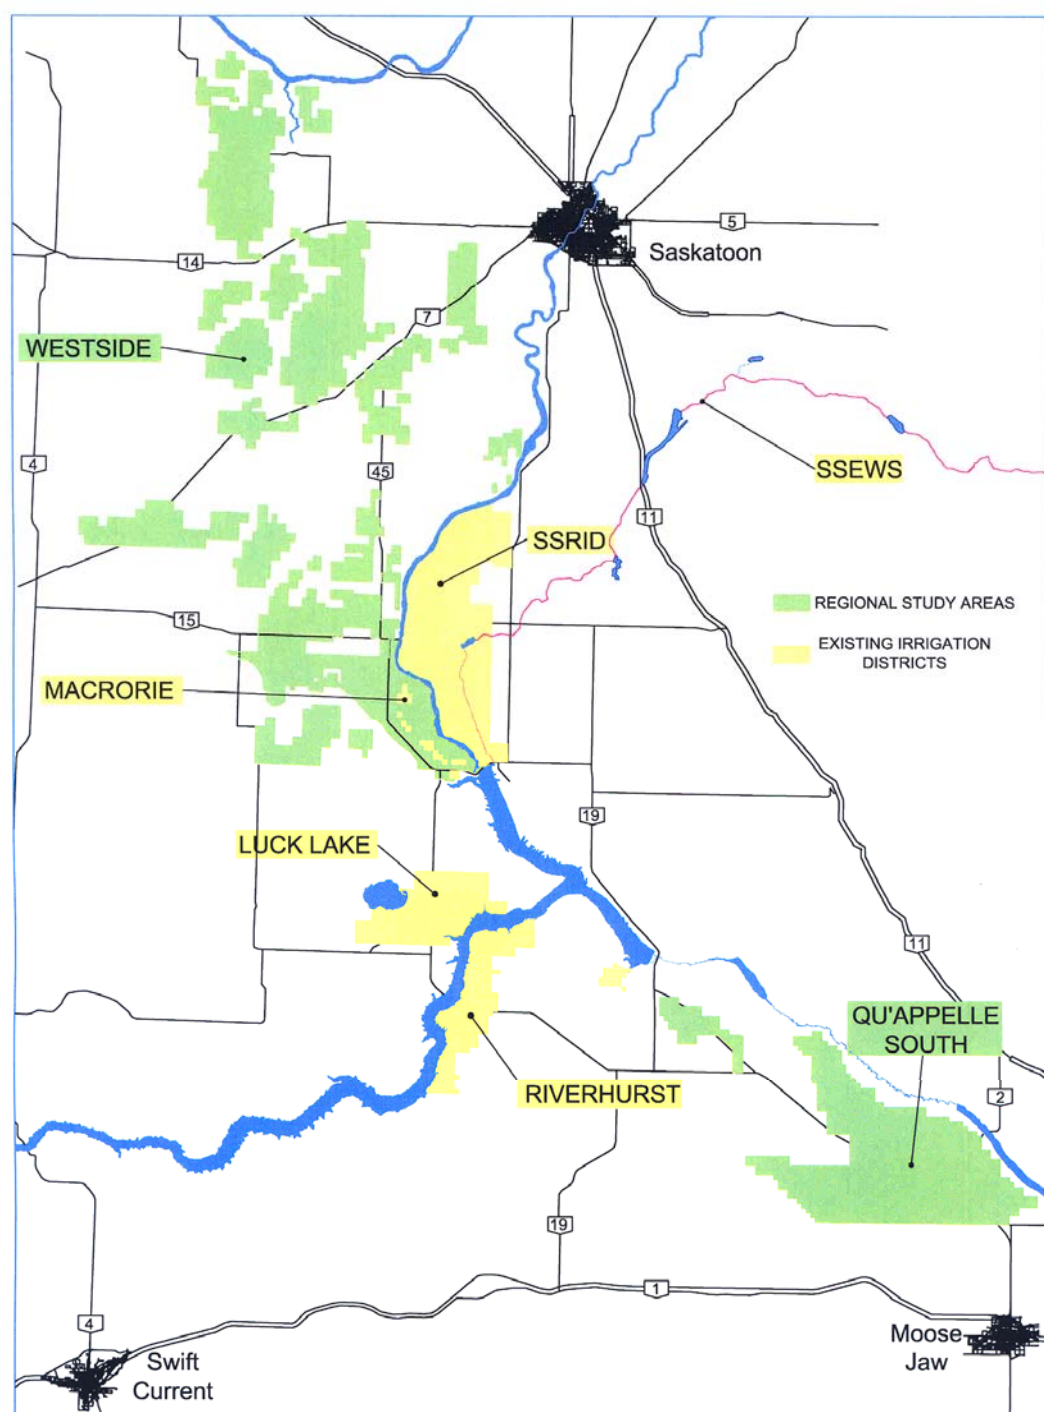 5
Saskatoon
14
7
WESTSIDE
4
45
SSEWS
11
SSRID
REGIONAL STUDY AREAS
15
EXISTING IRRIGATION
DISTRICTS
MACRORIE
19
LUCK LAKE
11
QU'APPELLE
SOUTH
RIVERHURST
2
19
1
4
Moose
Jaw
Swift
Current